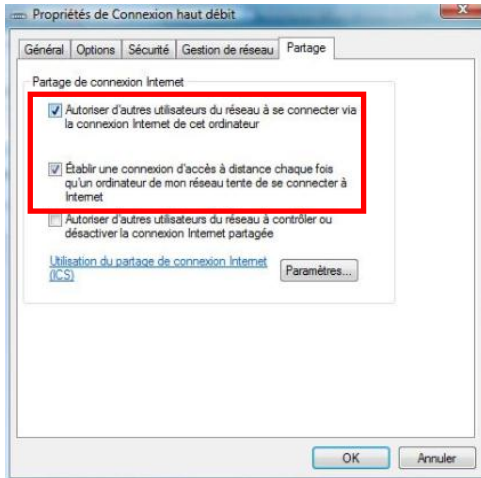 Propriétés de Connexion haut débit
Général Options Sécurité Gestion de réseau Partage
Partage de connexion Internet
Autoriser d'autres utilisateurs du réseau à se connecter via
la connexion Internet de cet ordinateur
Établir une connexion d'accès à distance chaque fois
qu'un ordinateur de mon réseau tente de se connecter à
Internet
Autoriser d'autres utilisateurs du réseau à contrôler ou
désactiver la connexion Internet partagée
Utilisation du partage de connexion Internet
(ICS)
Paramètres...
OK Annuler